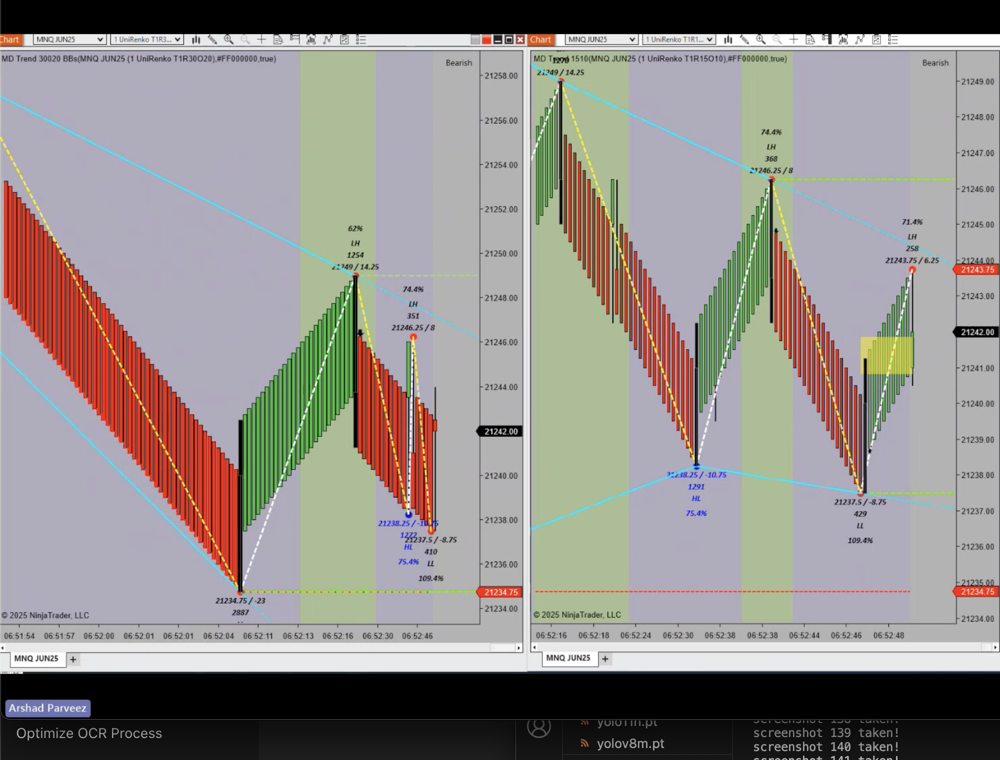 Chart
MNQ JUN25
1 UniRenko T1R3...
MD Trend 30020 BBs(MNQ JUN25 (1 UniRenko T1R30O20),#FF000000,true)
Bearish
21258.00
21256.00
21254.00
21252.00
21250.00
21248.00
21246.00
21244.00
21242.00
21240.00
21238.00
21236.00
21234.75
21234.00
62%
LH
1254
21249 / 14.25
74.4%
LH
351
21246.25 / 8
1272
HL
75.4%
21237.5 / -8.75
410
LL
109.4%
21234.75 / -23
2887
© 2025 NinjaTrader, LLC
06:51:54
06:51:57
06:52:00
06:52:01
06:52:01
06:52:04
06:52:11
06:52:13
06:52:16
06:52:30
06:52:46
MNQ JUN25
+
Chart
MNQ JUN25
1 UniRenko T1R1...
MD Trend 1510(MNQ JUN25 (1 UniRenko T1R15O10),#FF000000,true)
Bearish
21249 / 14.25
74.4%
LH
368
21246.25 / 8
71.4%
LH
258
21243.75 / 6.25
21238.25 / -10.75
1291
HL
75.4%
21237.5 / -8.75
429
LL
109.4%
21249.00
21248.00
21247.00
21246.00
21245.00
21244.00
21243.75
21243.00
21242.00
21241.00
21240.00
21239.00
21238.00
21237.00
21236.00
21235.00
21234.75
21234.00
© 2025 NinjaTrader, LLC
06:52:16
06:52:18
06:52:24
06:52:30
06:52:38
06:52:38
06:52:44
06:52:46
06:52:48
MNQ JUN25
+
Arshad Parveez
Optimize OCR Process
yolo11n.pt
yolov8m.pt
screenshot 138 taken!
screenshot 139 taken!
screenshot 140 taken!
screenshot 141 taken!